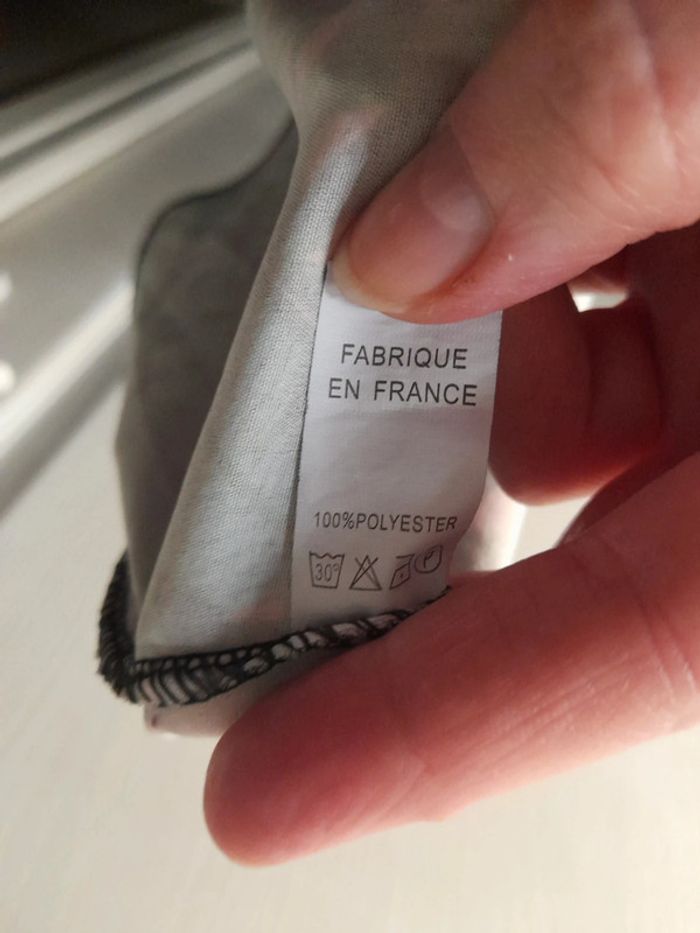 FABRIQUE
EN FRANCE
100%POLYESTER
30° P